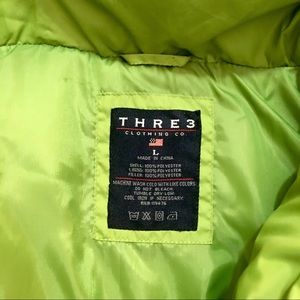 THRE3
CLOTHING CO
L
MADE IN CHINA
SHELL: 100% POLYESTER
LINING: 100% POLYESTER
FILLER: 100% POLYESTER
MACHINE WASH COLD WITH LIKE COLORS
DO NOT BLEACH
TUMBLE DRY LOW
COOL IRON IF NECESSARY